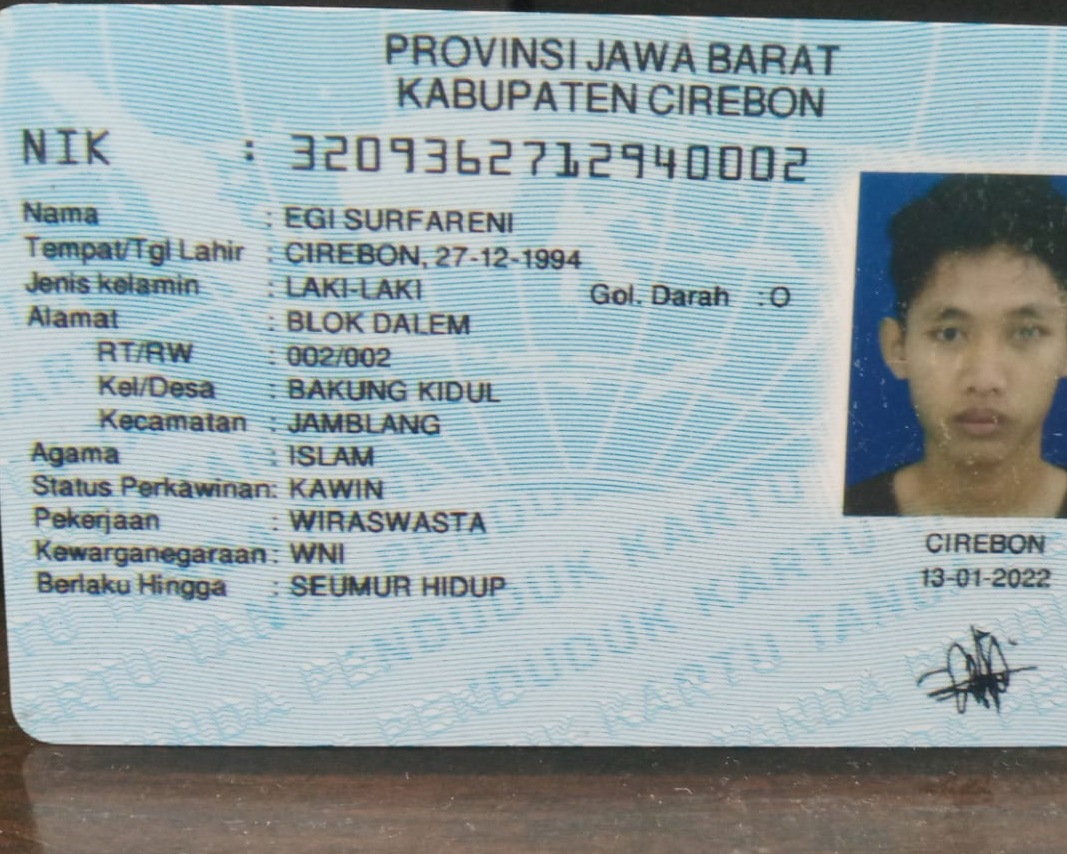 PROVINSI JAWA BARAT
KABUPATEN CIREBON
NIK : 3209362712940002
Nama : EGI SURFARENI
Tempat/Tgl Lahir : CIREBON, 27-12-1994
Jenis kelamin : LAKI-LAKI Gol. Darah : O
Alamat : BLOK DALEM
RT/RW : 002/002
Kel/Desa : BAKUNG KIDUL
Kecamatan : JAMBLANG
Agama : ISLAM
Status Perkawinan: KAWIN
Pekerjaan : WIRASWASTA
Kewarganegaraan : WNI
Berlaku Hingga : SEUMUR HIDUP
CIREBON
13-01-2022